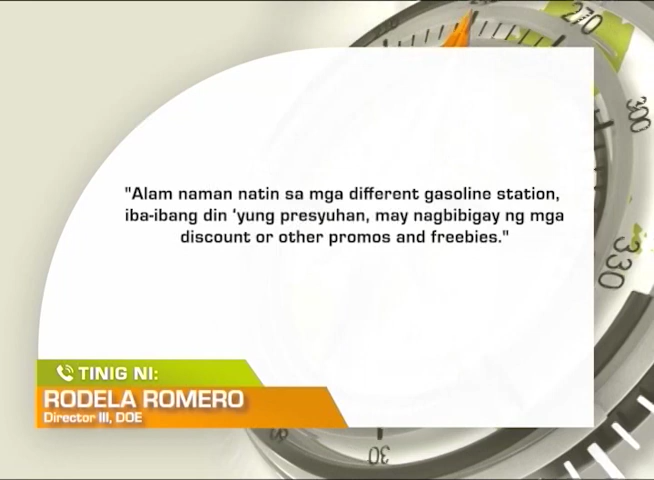 270
300
330
"Alam naman natin sa mga different gasoline station,
iba-ibang din ‘yung presyuhan, may nagbibigay ng mga
discount or other promos and freebies."
TINIG NI:
RODELA ROMERO
Director III, DOE
30